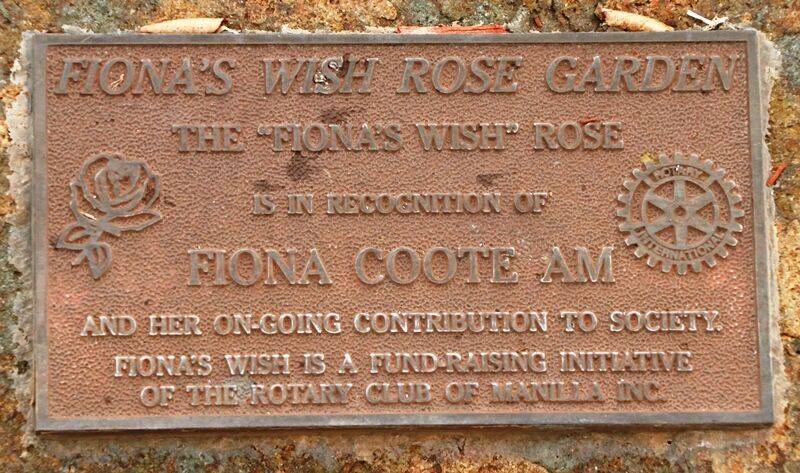 FIONA'S WISH ROSE GARDEN
THE "FIONA'S WISH" ROSE
IS IN RECOGNITION OF
FIONA COOTE AM
AND HER ON-GOING CONTRIBUTION TO SOCIETY.
FIONA'S WISH IS A FUND-RAISING INITIATIVE
OF THE ROTARY CLUB OF MANILLA INC.
ROTARY
INTERNATIONAL